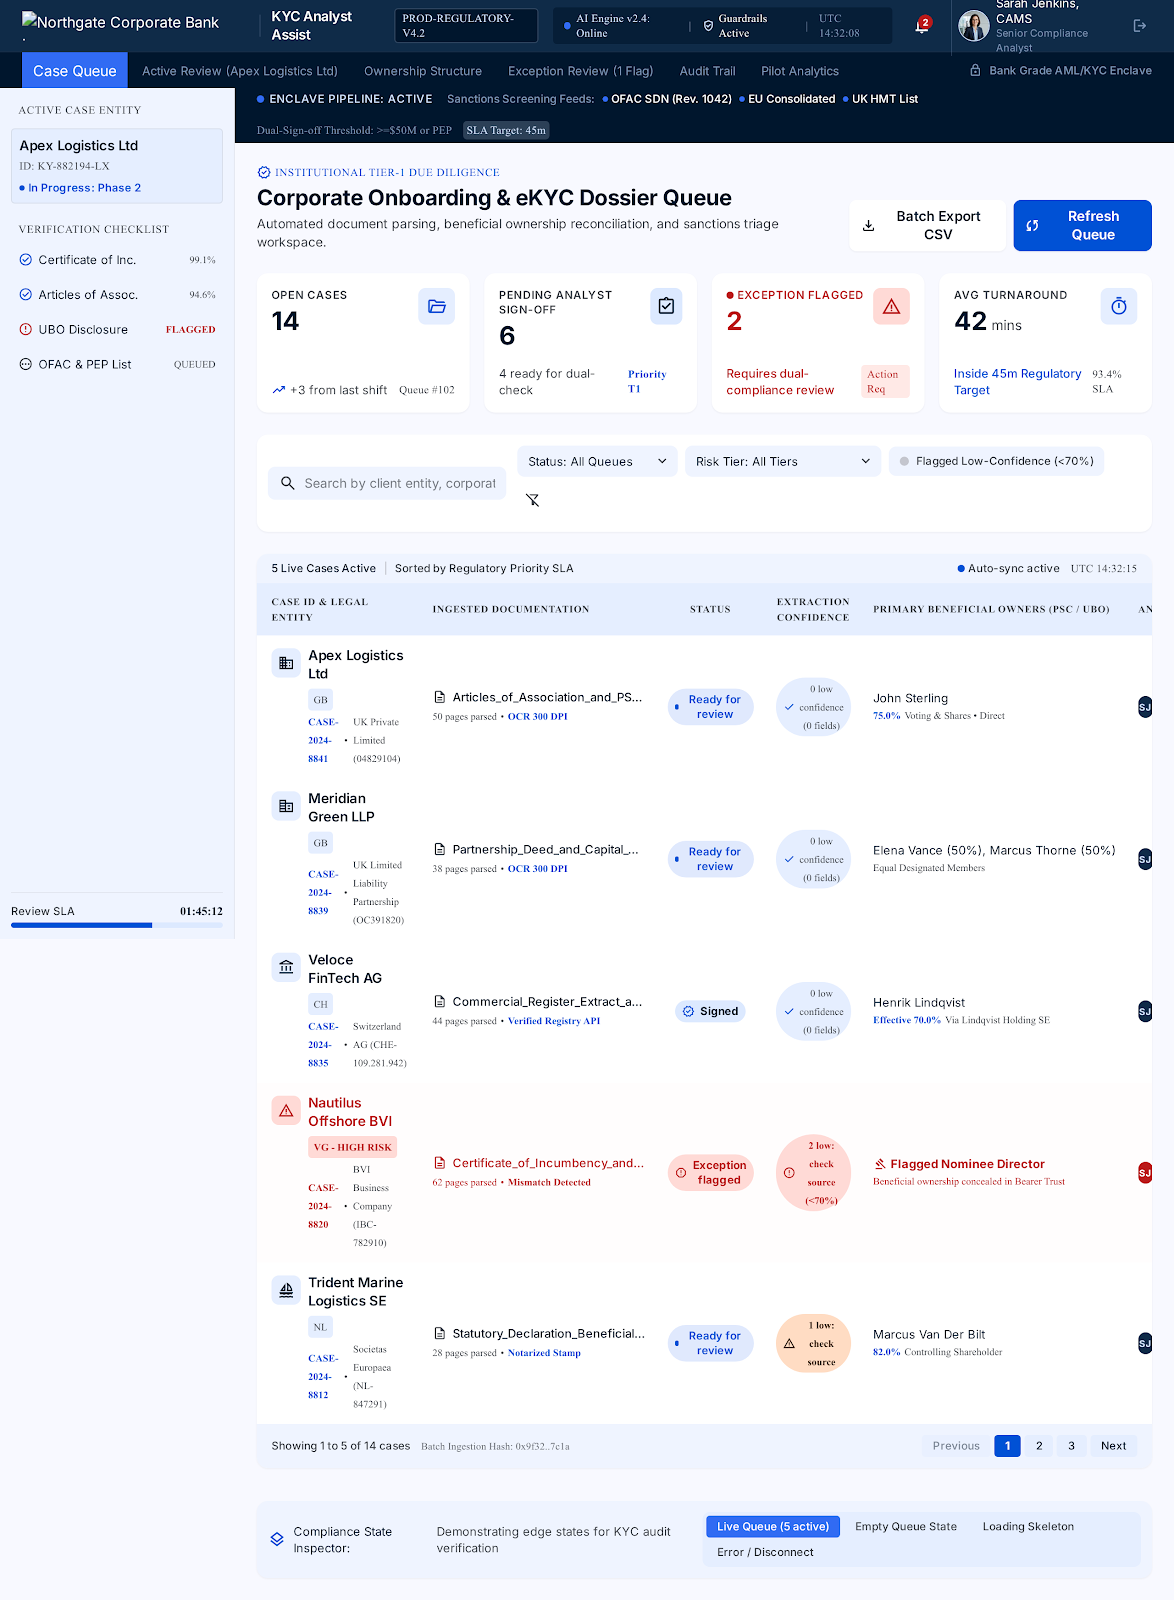 Northgate Corporate Bank
KYC Analyst
Assist
PROD-REGULATORY-
V4.2
AI Engine v2.4:
Online
|
Guardrails
Active
|
UTC
14:32:08
2
Sarah Jenkins,
CAMS
Senior Compliance
Analyst
Case Queue
Active Review (Apex Logistics Ltd)
Ownership Structure
Exception Review (1 Flag)
Audit Trail
Pilot Analytics
Bank Grade AML/KYC Enclave
ACTIVE CASE ENTITY
Apex Logistics Ltd
ID: KY-882194-LX
In Progress: Phase 2
VERIFICATION CHECKLIST
Certificate of Inc. 99.1%
Articles of Assoc. 94.6%
UBO Disclosure FLAGGED
OFAC & PEP List QUEUED
Review SLA 01:45:12
ENCLAVE PIPELINE: ACTIVE Sanctions Screening Feeds: • OFAC SDN (Rev. 1042) • EU Consolidated • UK HMT List
Dual-Sign-off Threshold: >=$50M or PEP SLA Target: 45m
INSTITUTIONAL TIER-1 DUE DILIGENCE
Corporate Onboarding & eKYC Dossier Queue
Automated document parsing, beneficial ownership reconciliation, and sanctions triage
workspace.
Batch Export
CSV
Refresh
Queue
OPEN CASES
14
+3 from last shift Queue #102
PENDING ANALYST
SIGN-OFF
6
4 ready for dual-
check
Priority
T1
EXCEPTION FLAGGED
2
Requires dual-
compliance review
Action
Req
AVG TURNAROUND
42 mins
Inside 45m Regulatory
Target
93.4%
SLA
Search by client entity, corporat
Status: All Queues
Risk Tier: All Tiers
Flagged Low-Confidence (<70%)
5 Live Cases Active | Sorted by Regulatory Priority SLA
Auto-sync active UTC 14:32:15
CASE ID & LEGAL
ENTITY
INGESTED DOCUMENTATION
STATUS
EXTRACTION
CONFIDENCE
PRIMARY BENEFICIAL OWNERS (PSC / UBO)
AN
Apex Logistics
Ltd
GB
CASE-
2024-
8841
•
UK Private
Limited
(04829104)
Articles_of_Association_and_PS...
50 pages parsed • OCR 300 DPI
Ready for
review
0 low
confidence
(0 fields)
John Sterling
75.0% Voting & Shares • Direct
SJ
Meridian
Green LLP
GB
CASE-
2024-
8839
•
UK Limited
Liability
Partnership
(OC391820)
Partnership_Deed_and_Capital_...
38 pages parsed • OCR 300 DPI
Ready for
review
0 low
confidence
(0 fields)
Elena Vance (50%), Marcus Thorne (50%)
Equal Designated Members
SJ
Veloce
FinTech AG
CH
CASE-
2024-
8835
•
Switzerland
AG (CHE-
109.281.942)
Commercial_Register_Extract_a...
44 pages parsed • Verified Registry API
Signed
0 low
confidence
(0 fields)
Henrik Lindqvist
Effective 70.0% Via Lindqvist Holding SE
SJ
Nautilus
Offshore BVI
VG - HIGH RISK
CASE-
2024-
8820
•
BVI
Business
Company
(IBC-
782910)
Certificate_of_Incumbency_and...
62 pages parsed • Mismatch Detected
Exception
flagged
2 low:
check
source
(<70%)
Flagged Nominee Director
Beneficial ownership concealed in Bearer Trust
SJ
Trident Marine
Logistics SE
NL
CASE-
2024-
8812
•
Societas
Europaea
(NL-
847291)
Statutory_Declaration_Beneficial...
28 pages parsed • Notarized Stamp
Ready for
review
1 low:
check
source
Marcus Van Der Bilt
82.0% Controlling Shareholder
SJ
Showing 1 to 5 of 14 cases Batch Ingestion Hash: 0x9f32..7c1a
Previous 1 2 3 Next
Compliance State
Inspector:
Demonstrating edge states for KYC audit
verification
Live Queue (5 active) Empty Queue State Loading Skeleton
Error / Disconnect